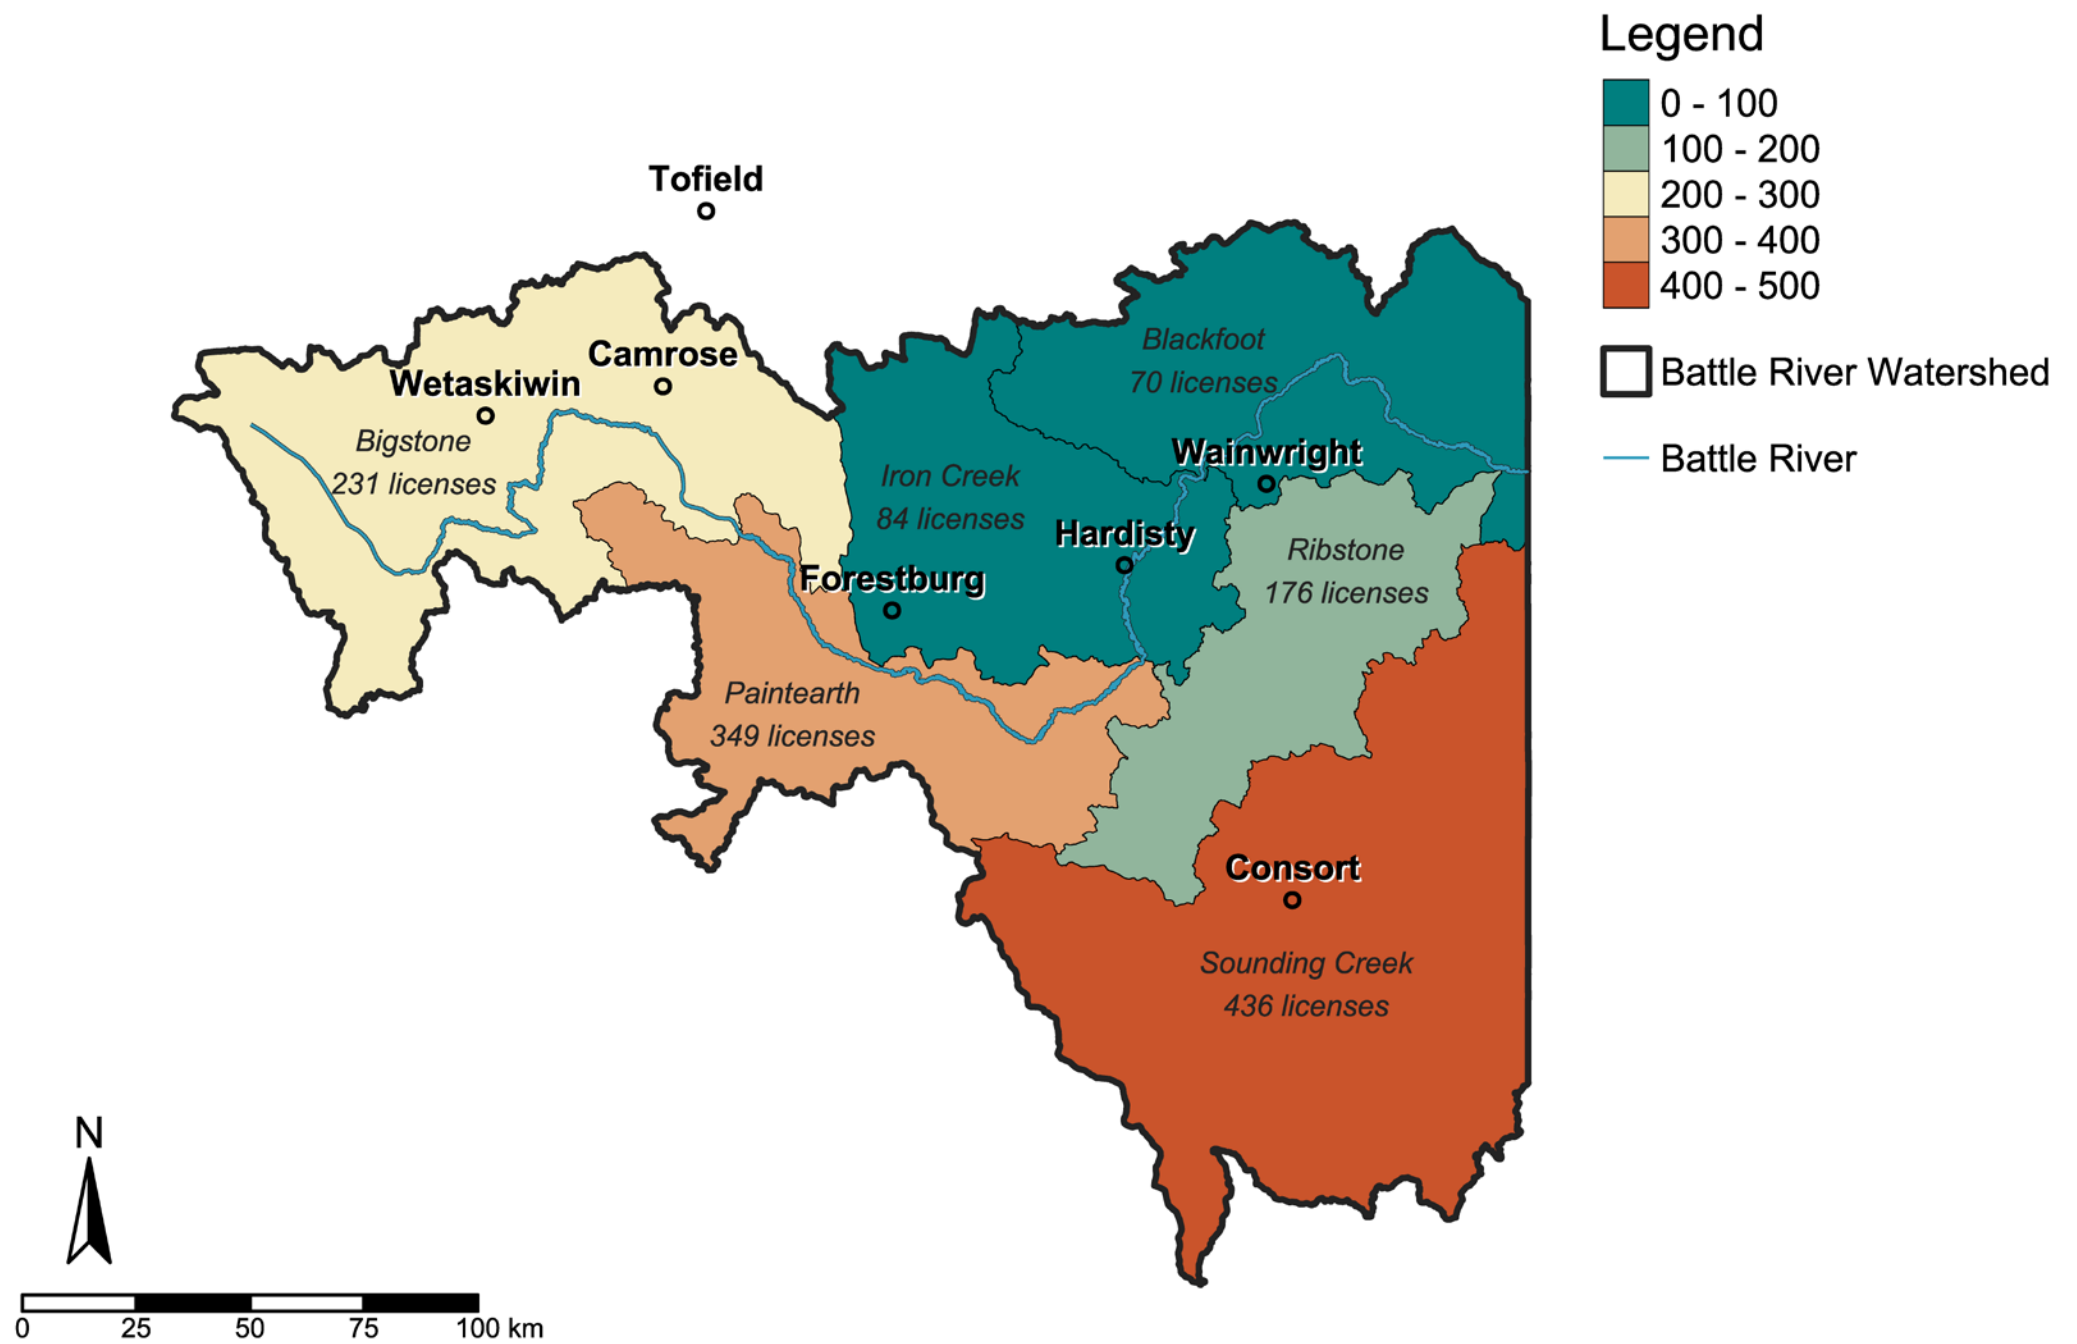 Legend
0 - 100
100 - 200
200 - 300
300 - 400
400 - 500
Battle River Watershed
Battle River
Tofield
Camrose
Wetaskiwin
Bigstone
231 licenses
Blackfoot
70 licenses
Wainwright
Iron Creek
84 licenses
Hardisty
Forestburg
Ribstone
176 licenses
Paintearth
349 licenses
Consort
Sounding Creek
436 licenses
N
0 25 50 75 100 km